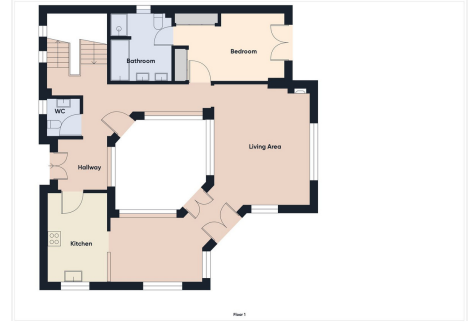 Bedroom
Bathroom
WC
Living Area
Hallway
Kitchen
Floor 1